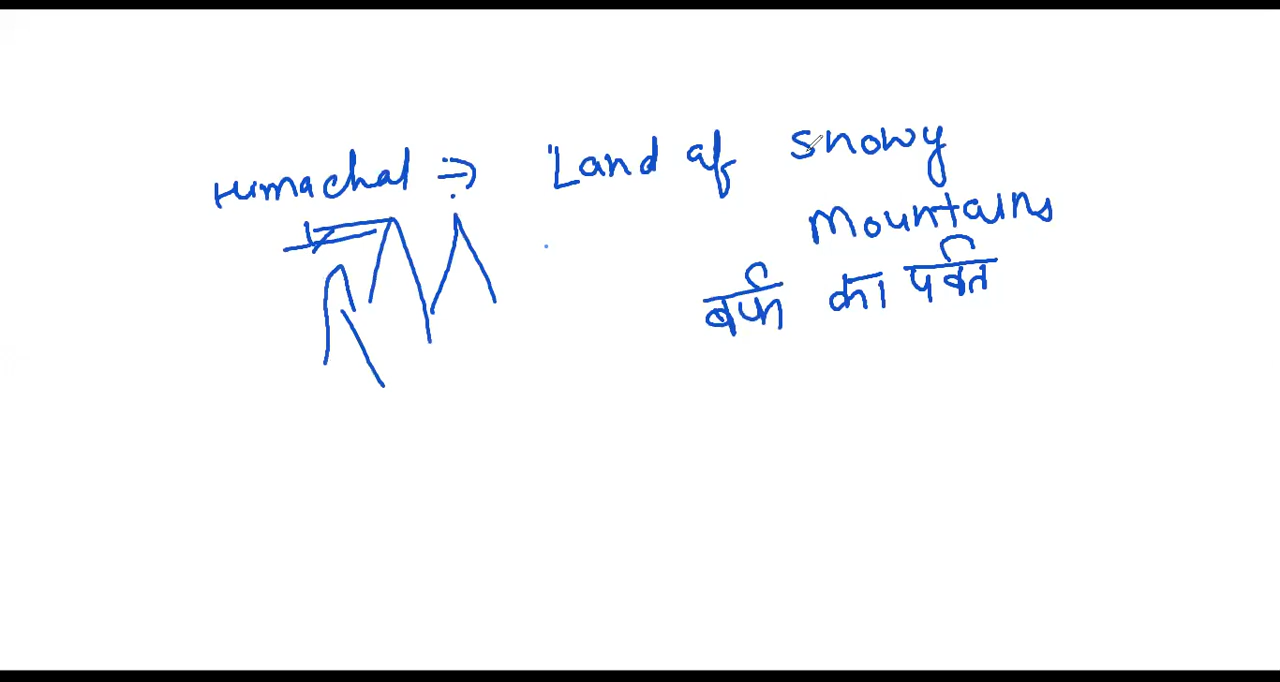 Himachal ⇒ "Land of snowy
Mountains
बर्फ का पर्वत